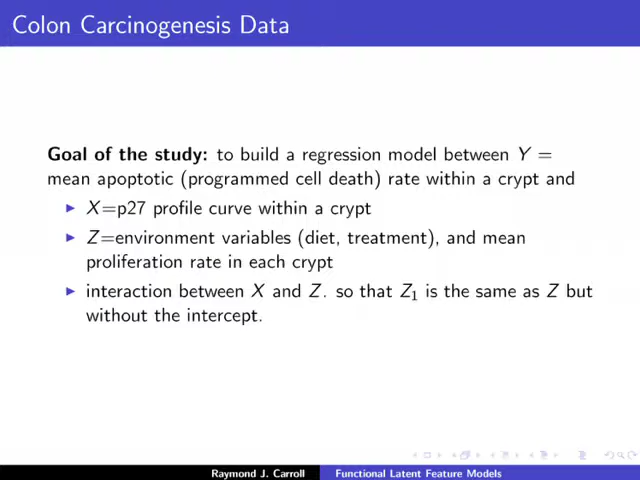 Colon Carcinogenesis Data
Goal of the study: to build a regression model between Y =
mean apoptotic (programmed cell death) rate within a crypt and
X=p27 profile curve within a crypt
Z=environment variables (diet, treatment), and mean
proliferation rate in each crypt
interaction between X and Z. so that Z₁ is the same as Z but
without the intercept.
Raymond J. Carroll Functional Latent Feature Models